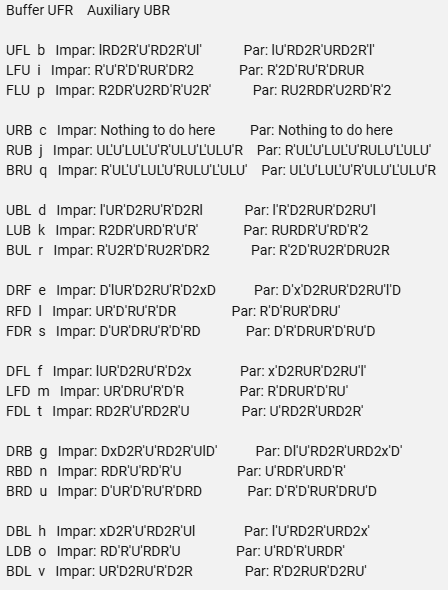 Buffer UFR    Auxiliary UBR
UFL  b   Impar: lRD2R'U'RD2R'Ul'          Par: lU'RD2R'URD2R'l'
LFU  i   Impar: R'U'R'D'RUR'DR2          Par: R'2D'RU'R'DRUR
FLU  p   Impar: R2DR'U2RD'R'U2R'          Par: RU2RDR'U2RD'R'2
URB  c   Impar: Nothing to do here          Par: Nothing to do here
RUB  j   Impar: UL'U'LUL'U'R'ULU'L'ULU'R    Par: R'UL'U'LUL'U'RULU'L'ULU'
BRU  q   Impar: R'UL'U'LUL'U'RULU'L'ULU'    Par: UL'U'LUL'U'R'ULU'L'ULU'R
UBL  d   Impar: l'UR'D2RU'R'D2Rl          Par: l'R'D2RUR'D2RU'l
LUB  k   Impar: R2DR'URD'R'U'R'          Par: RURDR'U'RD'R'2
BUL  r   Impar: R'U2R'D'RU2R'DR2          Par: R'2D'RU2R'DRU2R
DRF  e   Impar: D'lUR'D2RU'R'D2xD          Par: D'x'D2RUR'D2RU'l'D
RFD  l   Impar: UR'D'RU'R'DR          Par: R'D'RUR'DRU'
FDR  s   Impar: D'UR'DRU'R'D'RD          Par: D'R'DRUR'D'RU'D
DFL  f   Impar: lUR'D2RU'R'D2x          Par: x'D2RUR'D2RU'l'
LFD  m   Impar: UR'DRU'R'D'R          Par: R'DRUR'D'RU'
FDL  t   Impar: RD2R'U'RD2R'U          Par: U'RD2R'URD2R'
DRB  g   Impar: DxD2R'U'RD2R'UlD'          Par: Dl'U'RD2R'URD2x'D'
RBD  n   Impar: RDR'U'RD'R'U          Par: U'RDR'URD'R'
BRD  u   Impar: D'UR'D'RU'R'DRD          Par: D'R'D'RUR'DRU'D
DBL  h   Impar: xD2R'U'RD2R'Ul          Par: l'U'RD2R'URD2x'
LDB  o   Impar: RD'R'U'RDR'U          Par: U'RD'R'URDR'
BDL  v   Impar: UR'D2RU'R'D2R          Par: R'D2RUR'D2RU'